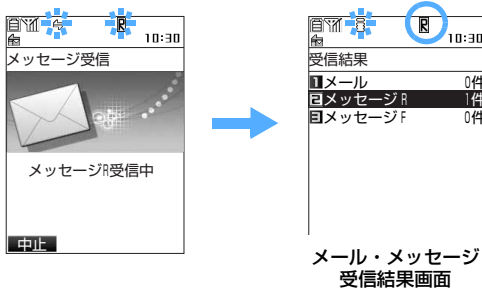 R
10:30
メッセージ受信
メッセージR受信中
中止
R
10:30
受信結果
1メール 0件
2メッセージR 1件
3メッセージF 0件
メール・メッセージ
受信結果画面